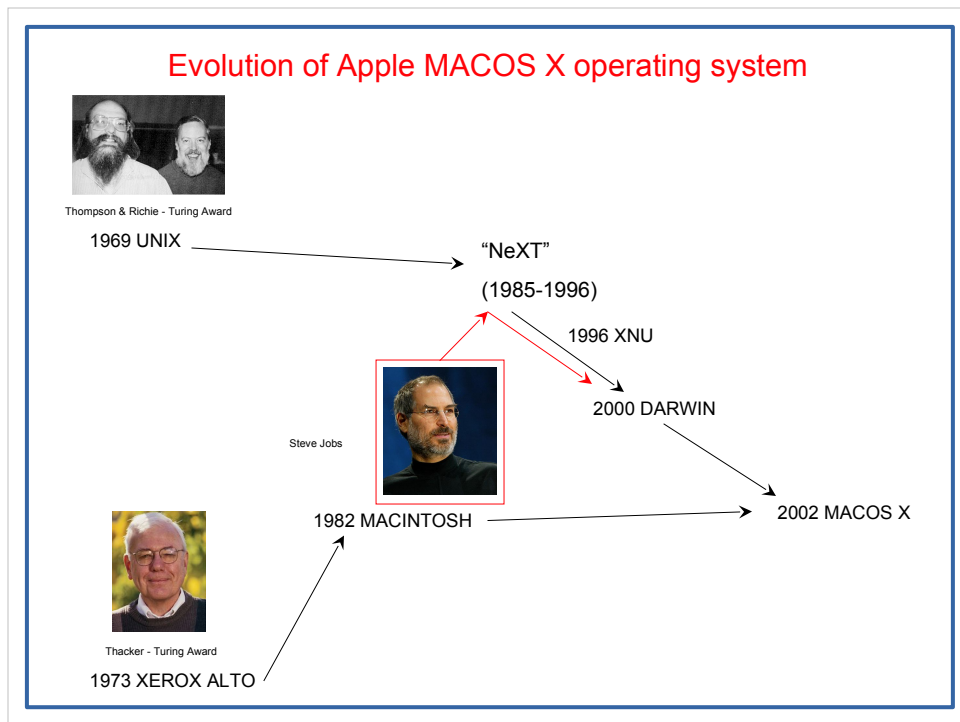 Evolution of Apple MACOS X operating system
Thompson & Richie - Turing Award
1969 UNIX
“NeXT”
(1985-1996)
1996 XNU
2000 DARWIN
Steve Jobs
1982 MACINTOSH
2002 MACOS X
Thacker - Turing Award
1973 XEROX ALTO